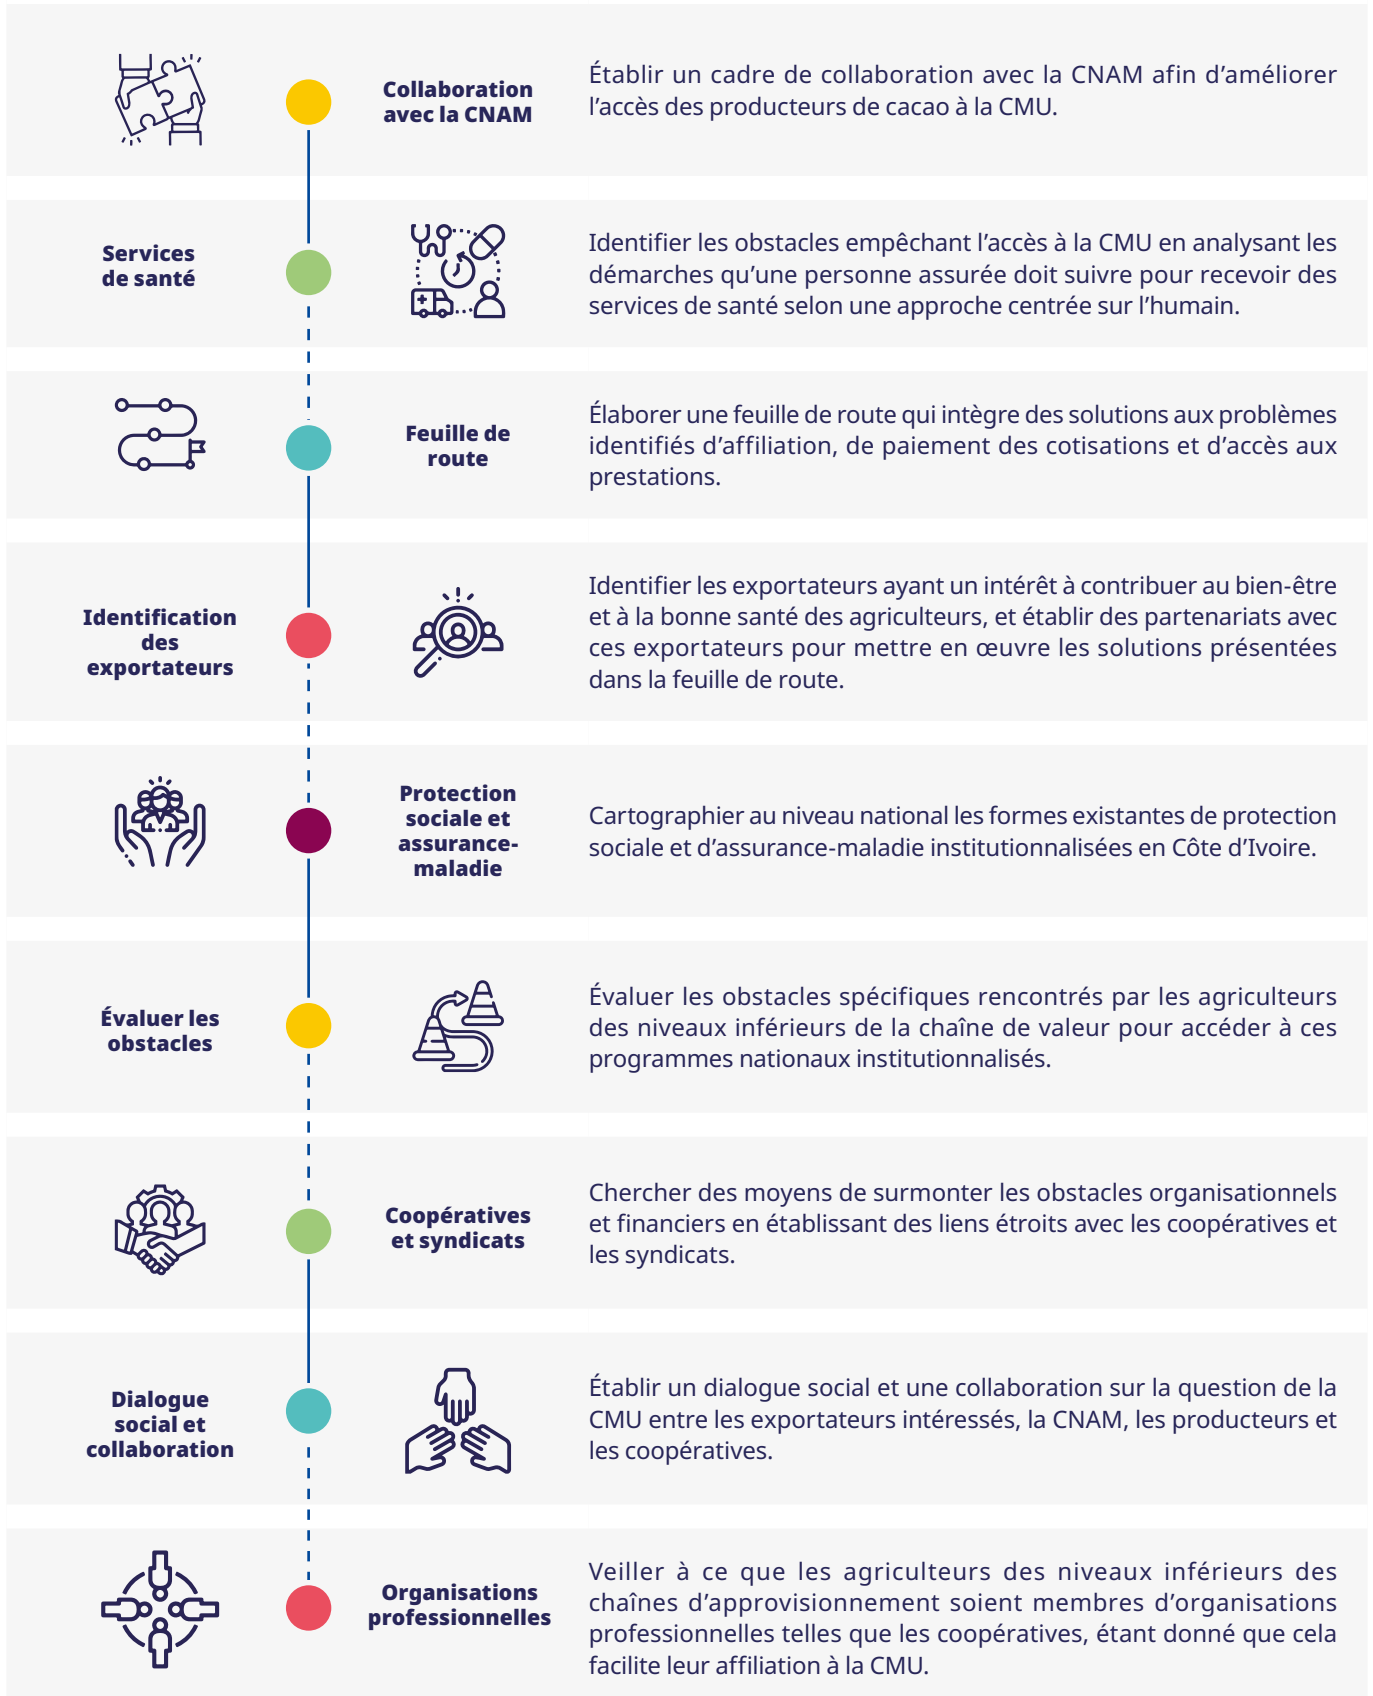 Collaboration
avec la CNAM
Établir un cadre de collaboration avec la CNAM afin d’améliorer
l’accès des producteurs de cacao à la CMU.
Services
de santé
Identifier les obstacles empêchant l’accès à la CMU en analysant les
démarches qu’une personne assurée doit suivre pour recevoir des
services de santé selon une approche centrée sur l’humain.
Feuille de
route
Élaborer une feuille de route qui intègre des solutions aux problèmes
identifiés d’affiliation, de paiement des cotisations et d’accès aux
prestations.
Identification
des
exportateurs
Identifier les exportateurs ayant un intérêt à contribuer au bien-être
et à la bonne santé des agriculteurs, et établir des partenariats avec
ces exportateurs pour mettre en œuvre les solutions présentées
dans la feuille de route.
Protection
sociale et
assurance-
maladie
Cartographier au niveau national les formes existantes de protection
sociale et d’assurance-maladie institutionnalisées en Côte d’Ivoire.
Évaluer les
obstacles
Évaluer les obstacles spécifiques rencontrés par les agriculteurs
des niveaux inférieurs de la chaîne de valeur pour accéder à ces
programmes nationaux institutionnalisés.
Coopératives
et syndicats
Chercher des moyens de surmonter les obstacles organisationnels
et financiers en établissant des liens étroits avec les coopératives et
les syndicats.
Dialogue
social et
collaboration
Établir un dialogue social et une collaboration sur la question de la
CMU entre les exportateurs intéressés, la CNAM, les producteurs et
les coopératives.
Organisations
professionnelles
Veiller à ce que les agriculteurs des niveaux inférieurs des
chaînes d’approvisionnement soient membres d’organisations
professionnelles telles que les coopératives, étant donné que cela
facilite leur affiliation à la CMU.